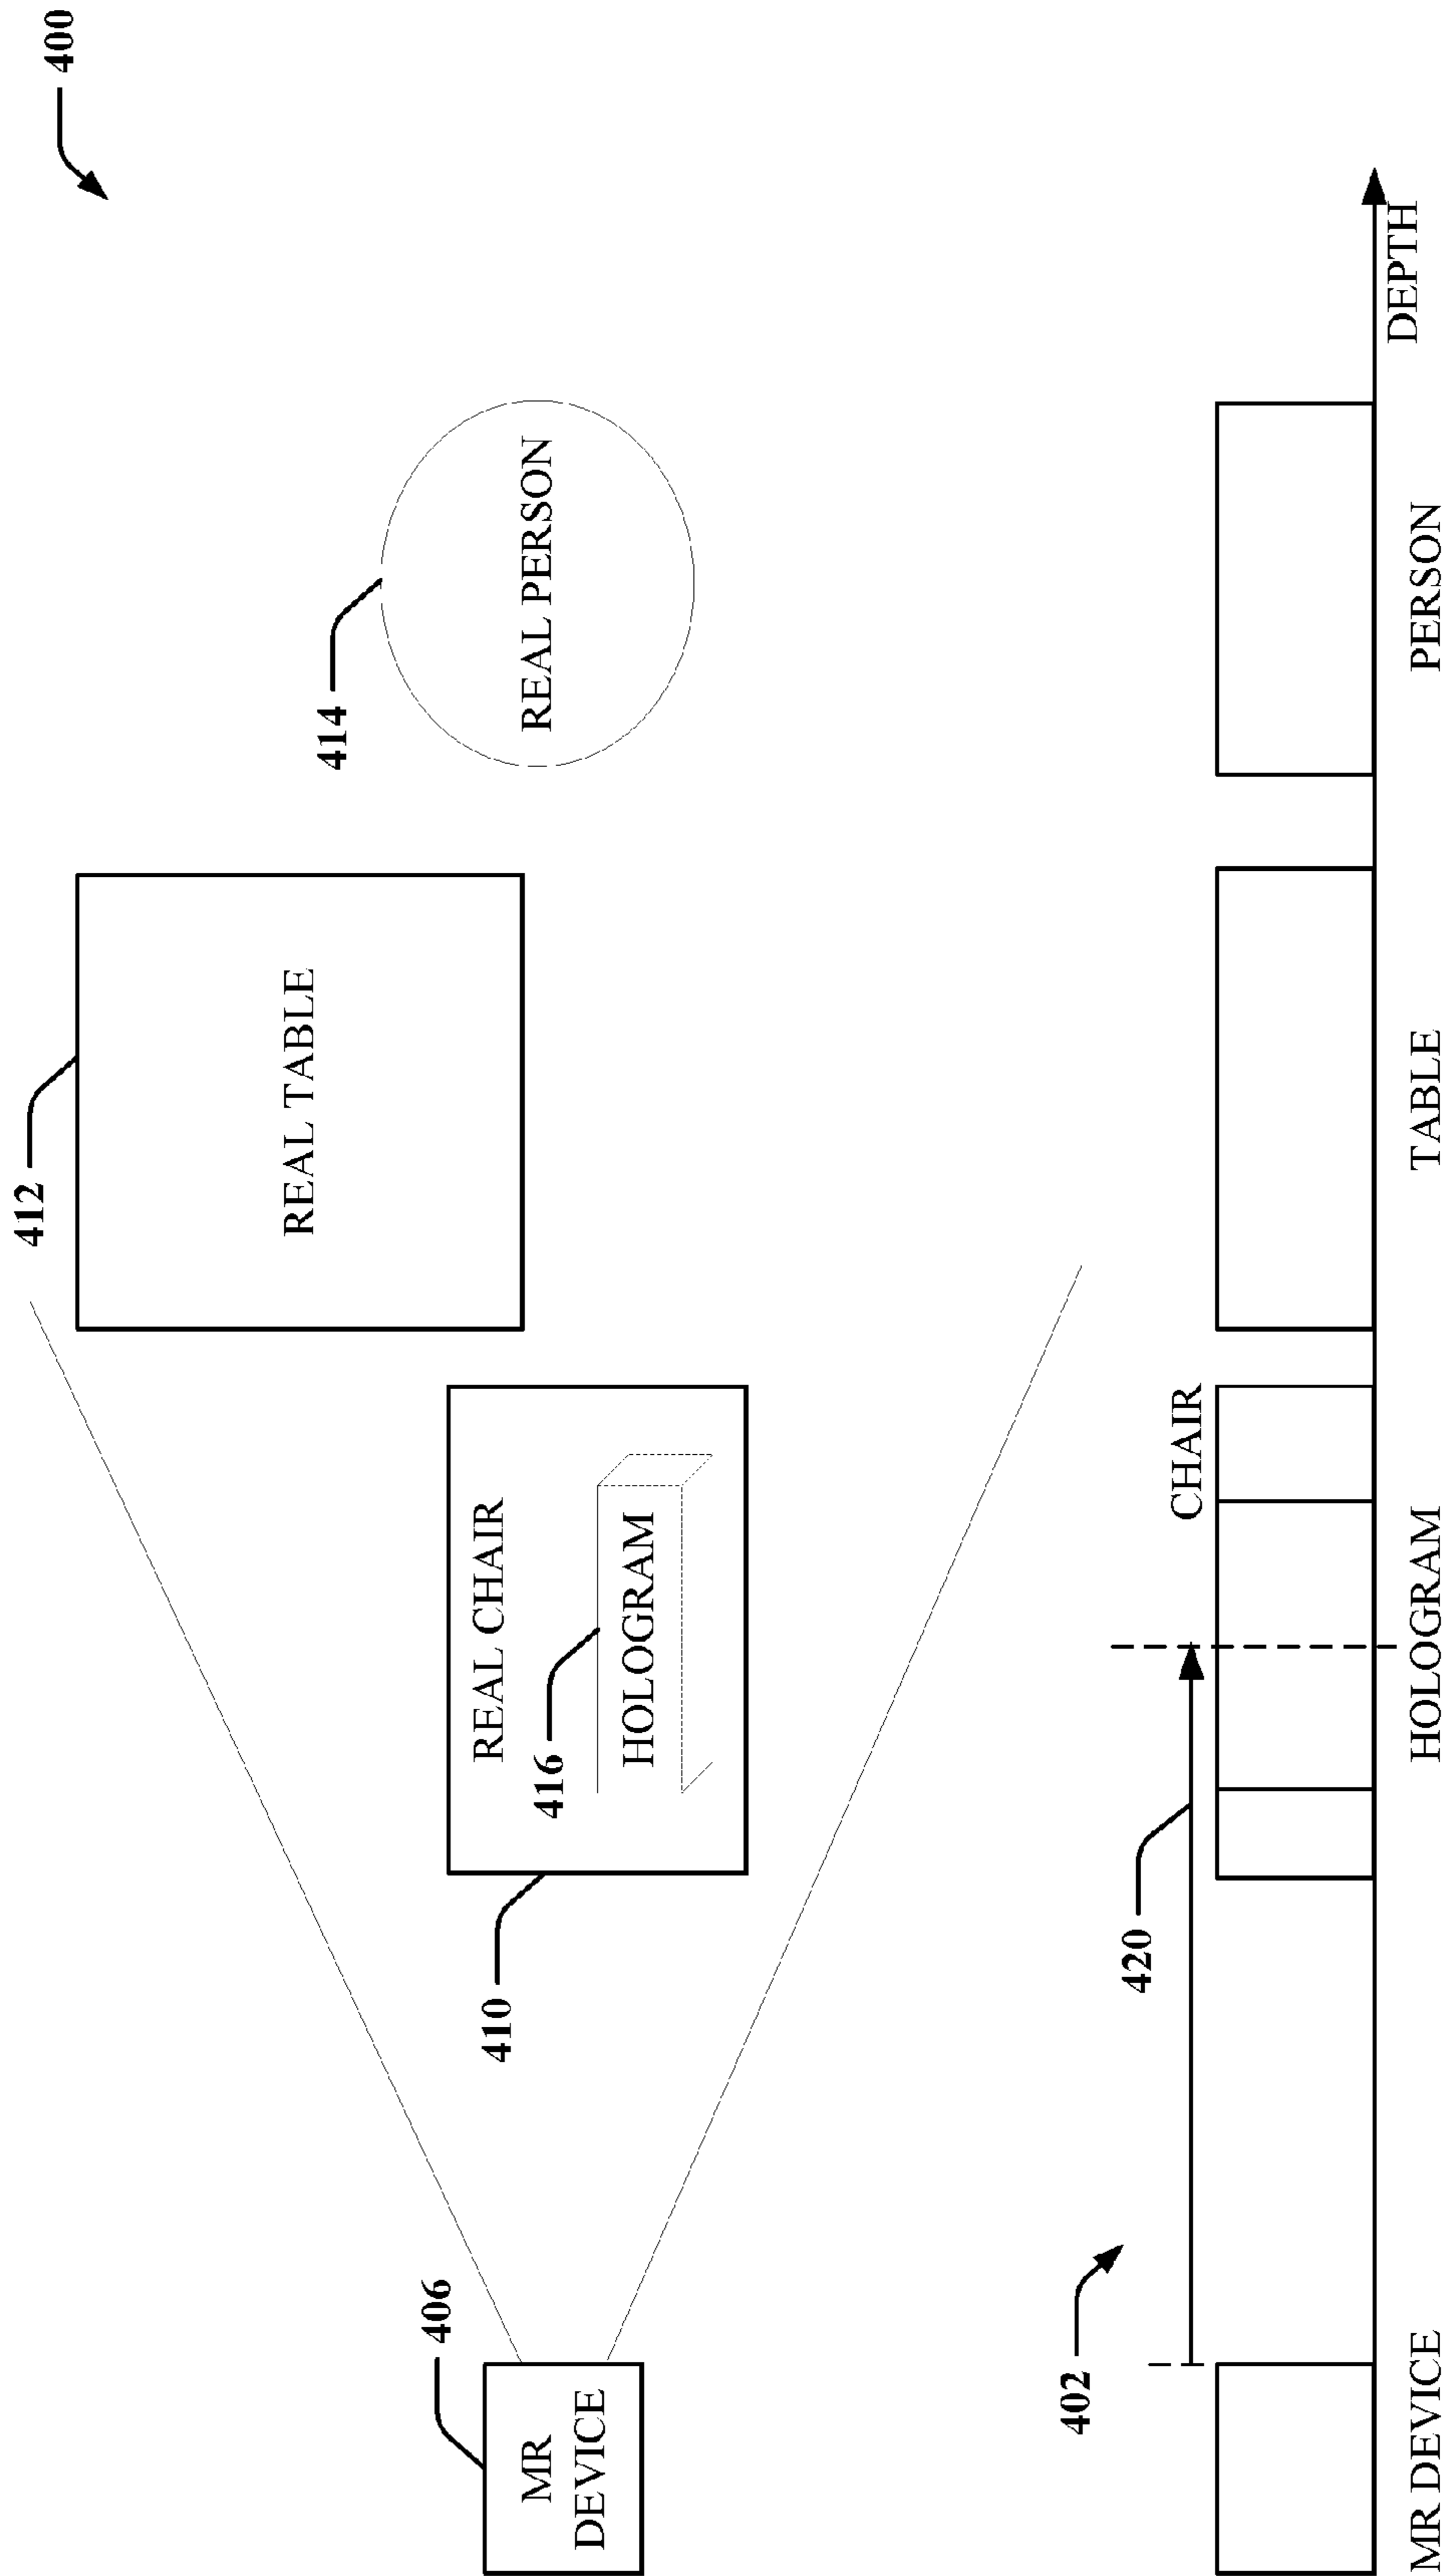 400
412
REAL TABLE
414
REAL PERSON
406
MR
DEVICE
410
REAL CHAIR
416
HOLOGRAM
402
420
CHAIR
MR DEVICE
HOLOGRAM
TABLE
PERSON
DEPTH